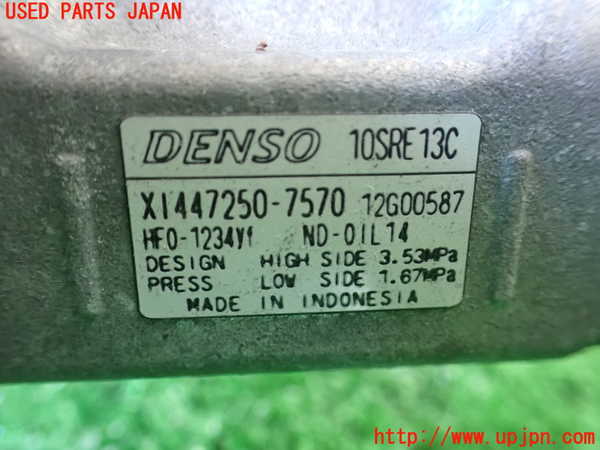 USED PARTS JAPAN
DENSO 10SRE13C
X1447250-7570 12G00587
HFO-1234Yf ND-OIL14
DESIGN HIGH SIDE 3.53MPa
PRESS LOW SIDE 1.67MPa
MADE IN INDONESIA
http://www.upjpn.com/